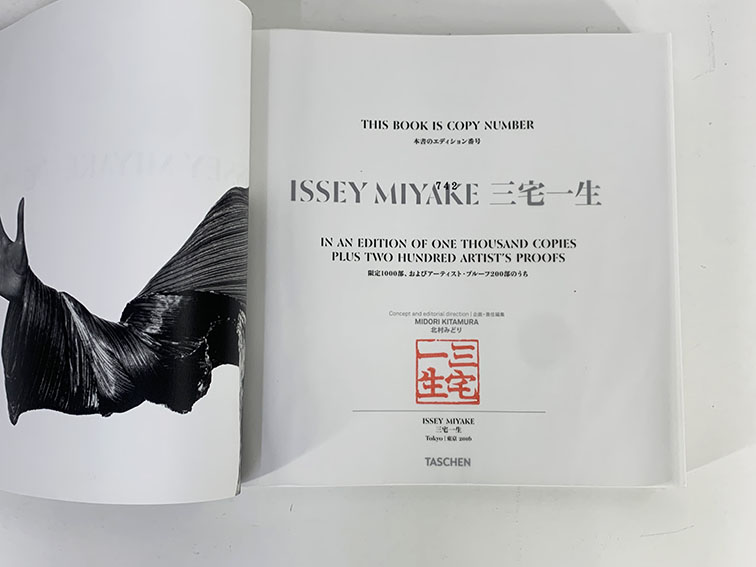 THIS BOOK IS COPY NUMBER
本書のエディション番号
742
ISSEY MIYAKE 三宅一生
IN AN EDITION OF ONE THOUSAND COPIES
PLUS TWO HUNDRED ARTIST'S PROOFS
限定1000部、およびアーティスト・プルーフ200部のうち
Concept and editorial direction | 企画・責任編集
MIDORI KITAMURA
北村みどり
三宅一生
ISSEY MIYAKE
三宅一生
Tokyo | 東京 2016
TASCHEN